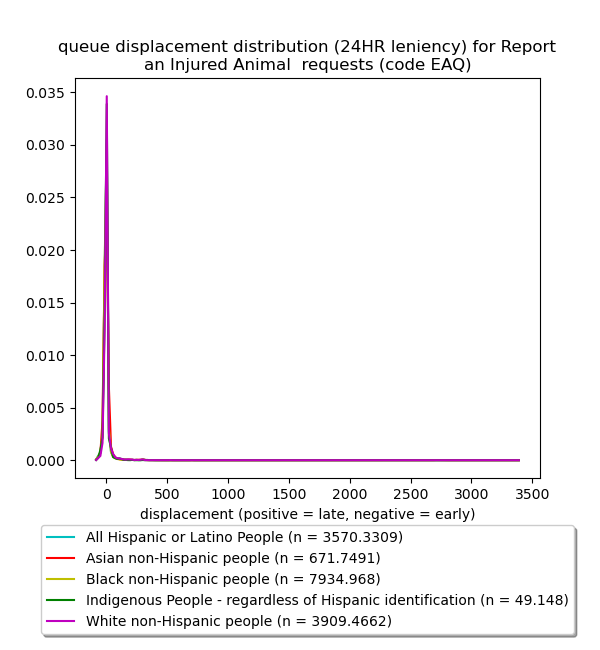 queue displacement distribution (24HR leniency) for Report
an Injured Animal  requests (code EAQ)
0.035
0.030
0.025
0.020
0.015
0.010
0.005
0.000
0 500 1000 1500 2000 2500 3000 3500
displacement (positive = late, negative = early)
All Hispanic or Latino People (n = 3570.3309)
Asian non-Hispanic people (n = 671.7491)
Black non-Hispanic people (n = 7934.968)
Indigenous People - regardless of Hispanic identification (n = 49.148)
White non-Hispanic people (n = 3909.4662)